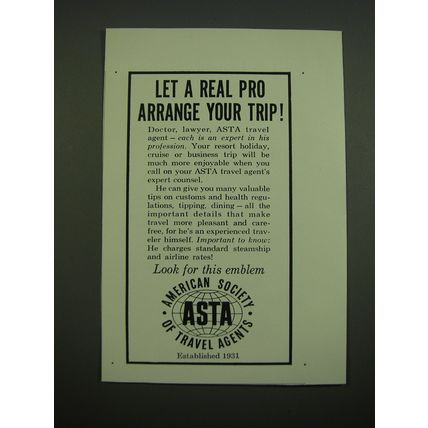 LET A REAL PRO
ARRANGE YOUR TRIP!
Doctor, lawyer, ASTA travel
agent – each is an expert in his
profession. Your resort holiday,
cruise or business trip will be
much more enjoyable when you
call on your ASTA travel agent's
expert counsel.
He can give you many valuable
tips on customs and health regu-
lations, tipping, dining – all the
important details that make
travel more pleasant and care-
free, for he's an experienced trav-
eler himself. Important to know:
He charges standard steamship
and airline rates!
Look for this emblem
AMERICAN SOCIETY
ASTA
OF TRAVEL AGENTS
Established 1931